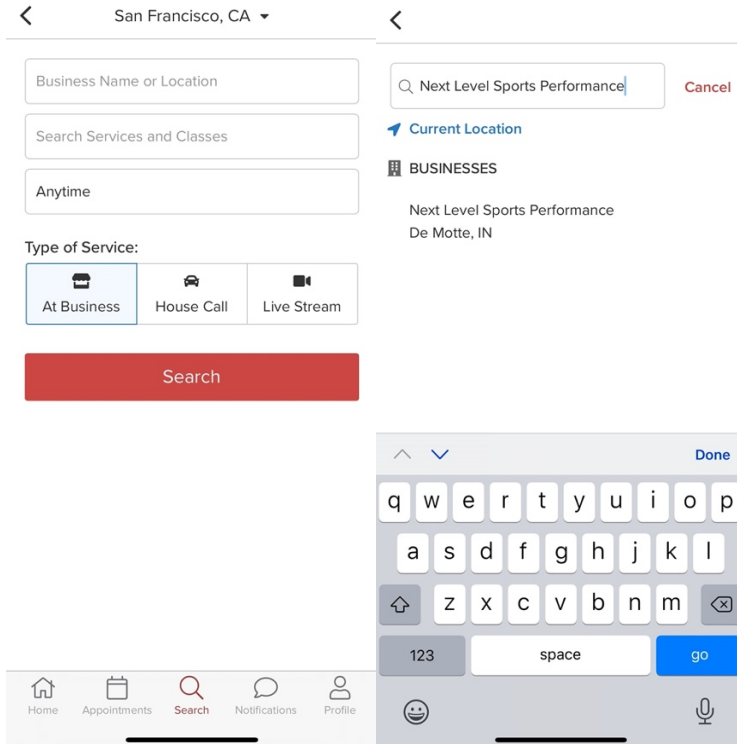 San Francisco, CA
Business Name or Location
Search Services and Classes
Anytime
Type of Service:
At Business House Call Live Stream
Search
Home Appointments Search Notifications Profile
Next Level Sports Performance Cancel
Current Location
BUSINESSES
Next Level Sports Performance
De Motte, IN
Done
q w e r t y u i o p
a s d f g h j k l
z x c v b n m
123 space go